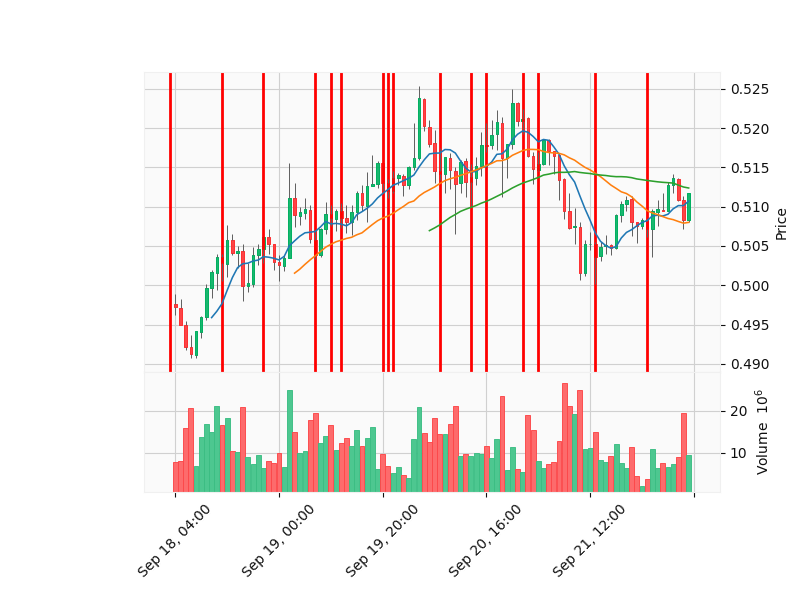 0.525
0.520
0.515
0.510
0.505
0.500
0.495
0.490
Price
20
10
Volume 10⁶
Sep 18, 04:00
Sep 19, 00:00
Sep 19, 20:00
Sep 20, 16:00
Sep 21, 12:00